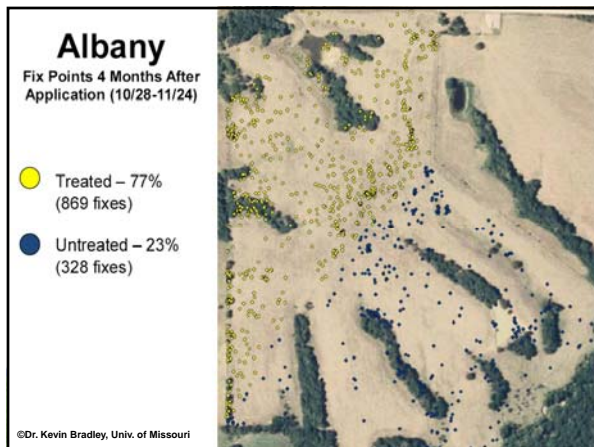 Albany
Fix Points 4 Months After
Application (10/28-11/24)
Treated – 77%
(869 fixes)
Untreated – 23%
(328 fixes)
©Dr. Kevin Bradley, Univ. of Missouri